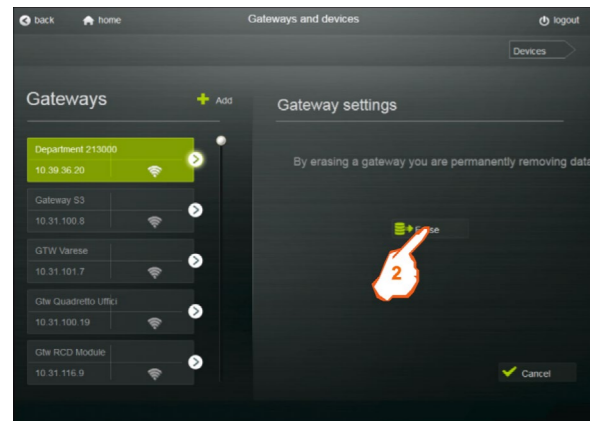 back
home
Gateways and devices
logout
Devices
Gateways
Add
Department 213000
10.39.36.20
Gateway S3
10.31.100.8
GTW Varese
10.31.101.7
Gtw Quadretto Uffici
10.31.100.19
Gtw RCD Module
10.31.116.9
Gateway settings
By erasing a gateway you are permanently removing data
2
Cancel